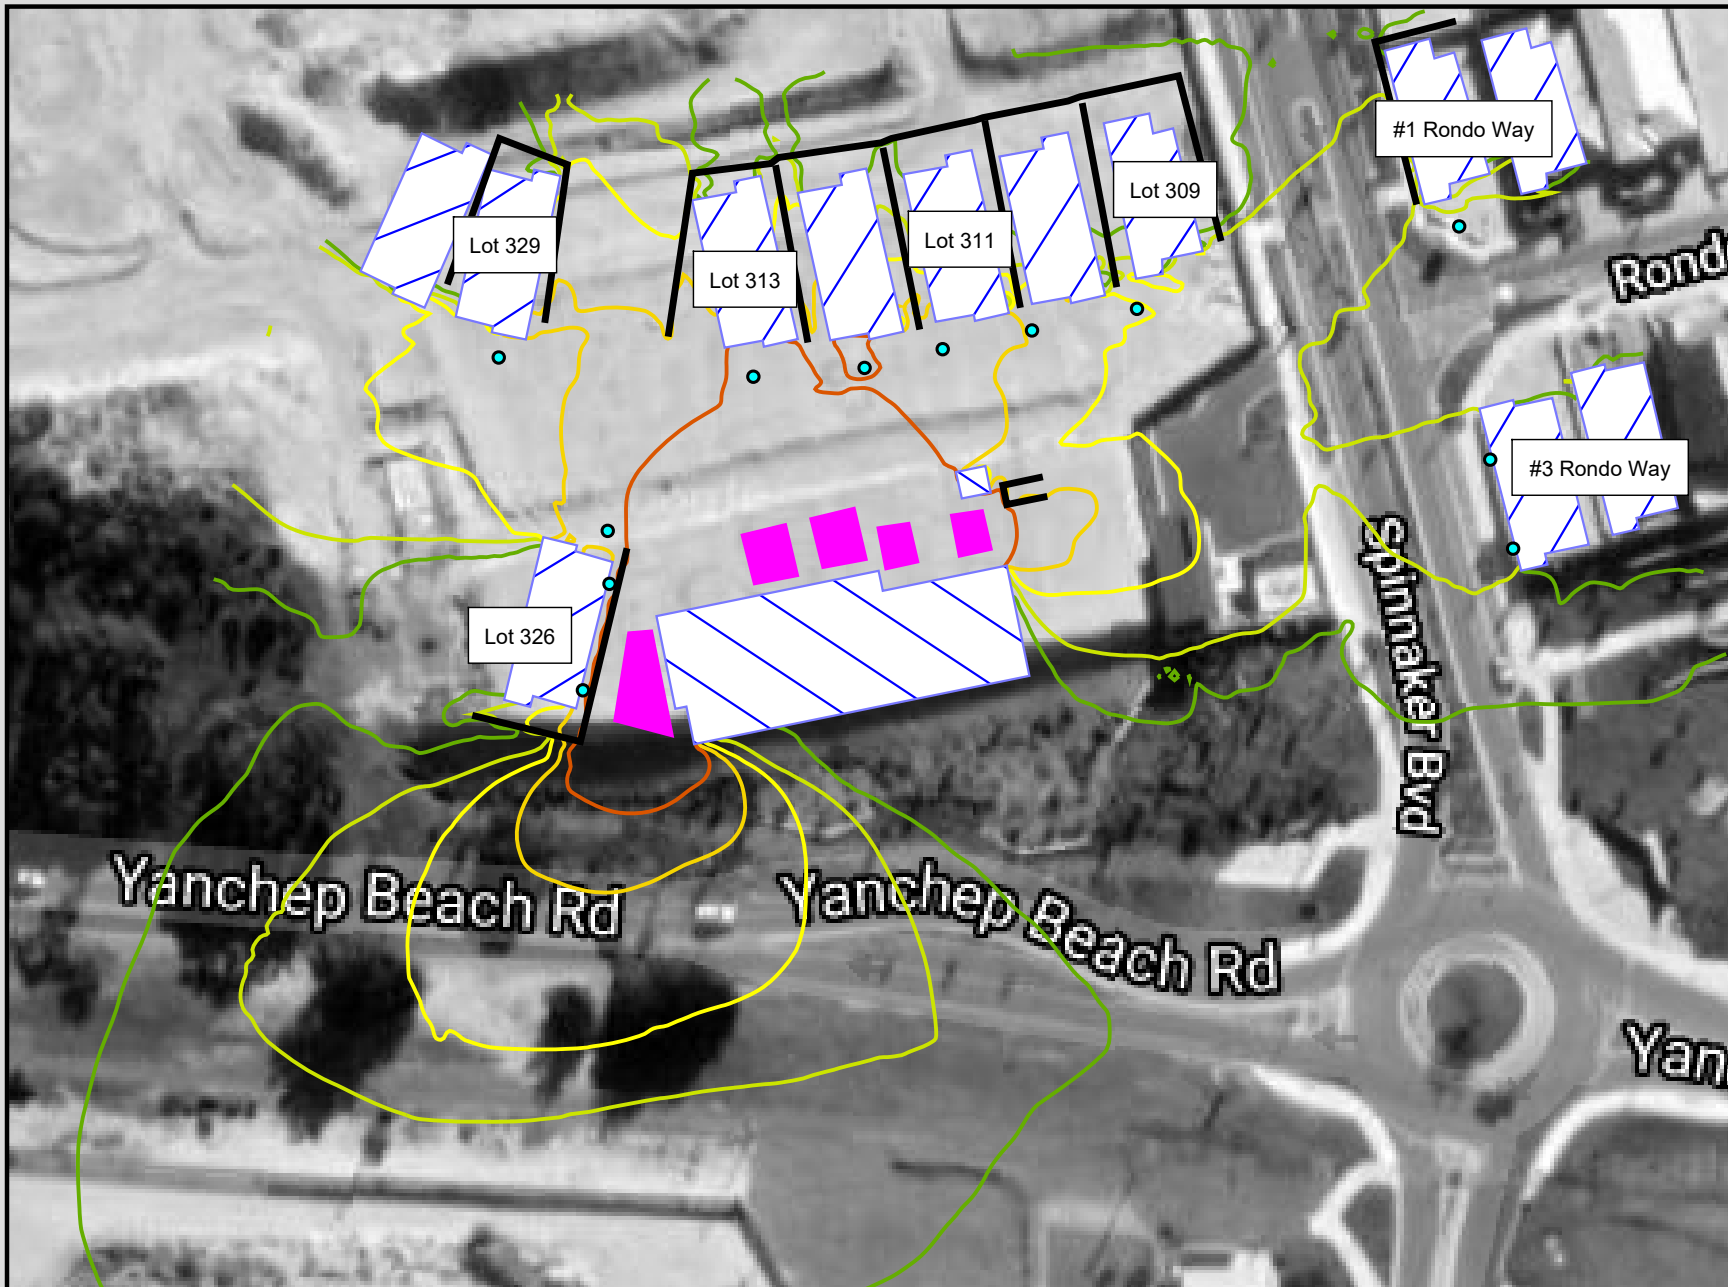 #1 Rondo Way
Lot 309
Lot 329
Lot 311
Lot 313
Rond
#3 Rondo Way
Spinnaker Bvd
Lot 326
Yanchep Beach Rd
Yanchep Beach Rd
Yan